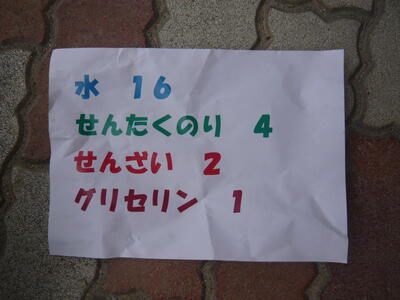 水 16
せんたくのり 4
せんざい 2
グリセリン 1